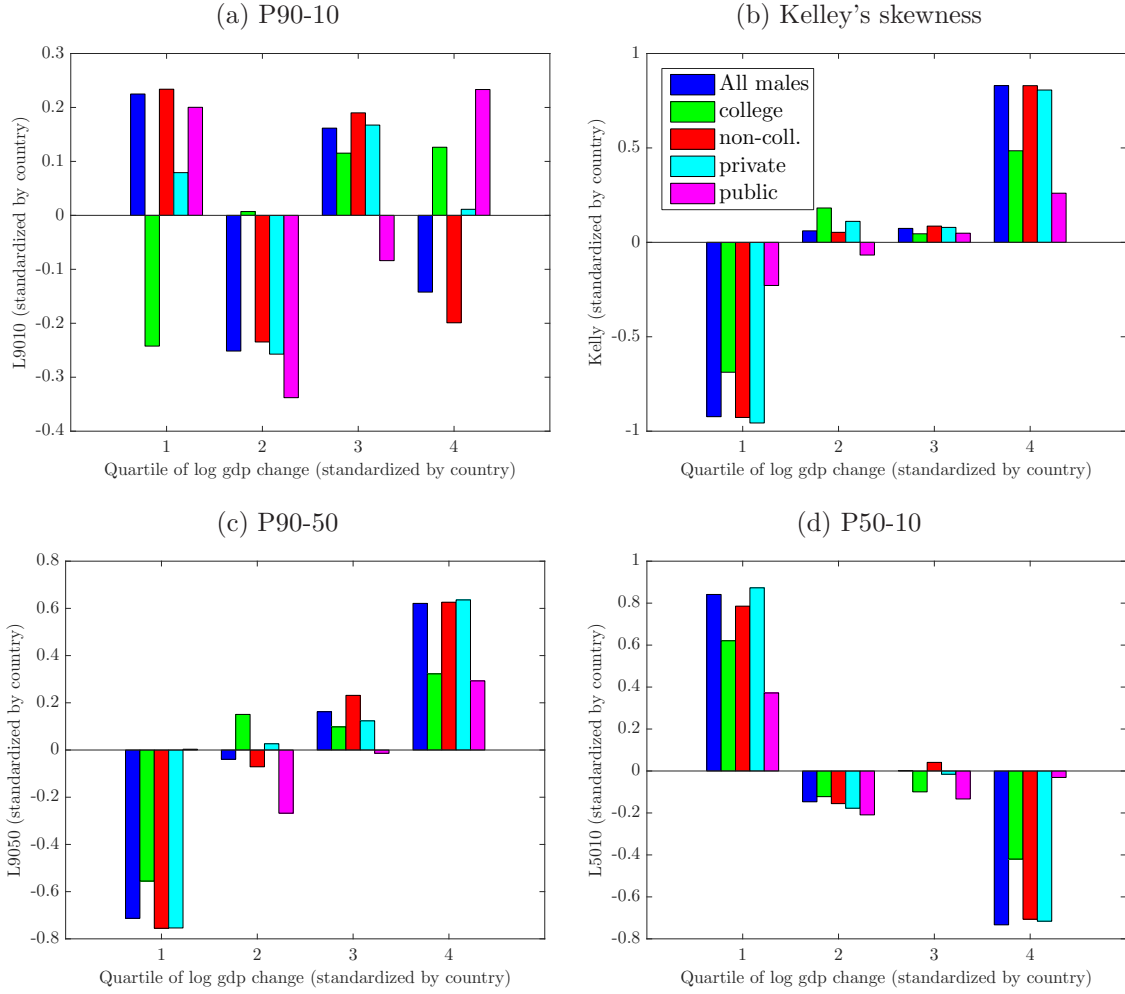 (a) P90-10
(b) Kelley's skewness
L9010 (standardized by country)
0.3
0.2
0.1
0
-0.1
-0.2
-0.3
-0.4
1 2 3 4
Quartile of log gdp change (standardized by country)
Kelly (standardized by country)
1
0.5
0
-0.5
-1
All males
college
non-coll.
private
public
1 2 3 4
Quartile of log gdp change (standardized by country)
(c) P90-50
(d) P50-10
L9050 (standardized by country)
0.8
0.6
0.4
0.2
0
-0.2
-0.4
-0.6
-0.8
1 2 3 4
Quartile of log gdp change (standardized by country)
L5010 (standardized by country)
1
0.8
0.6
0.4
0.2
0
-0.2
-0.4
-0.6
-0.8
1 2 3 4
Quartile of log gdp change (standardized by country)